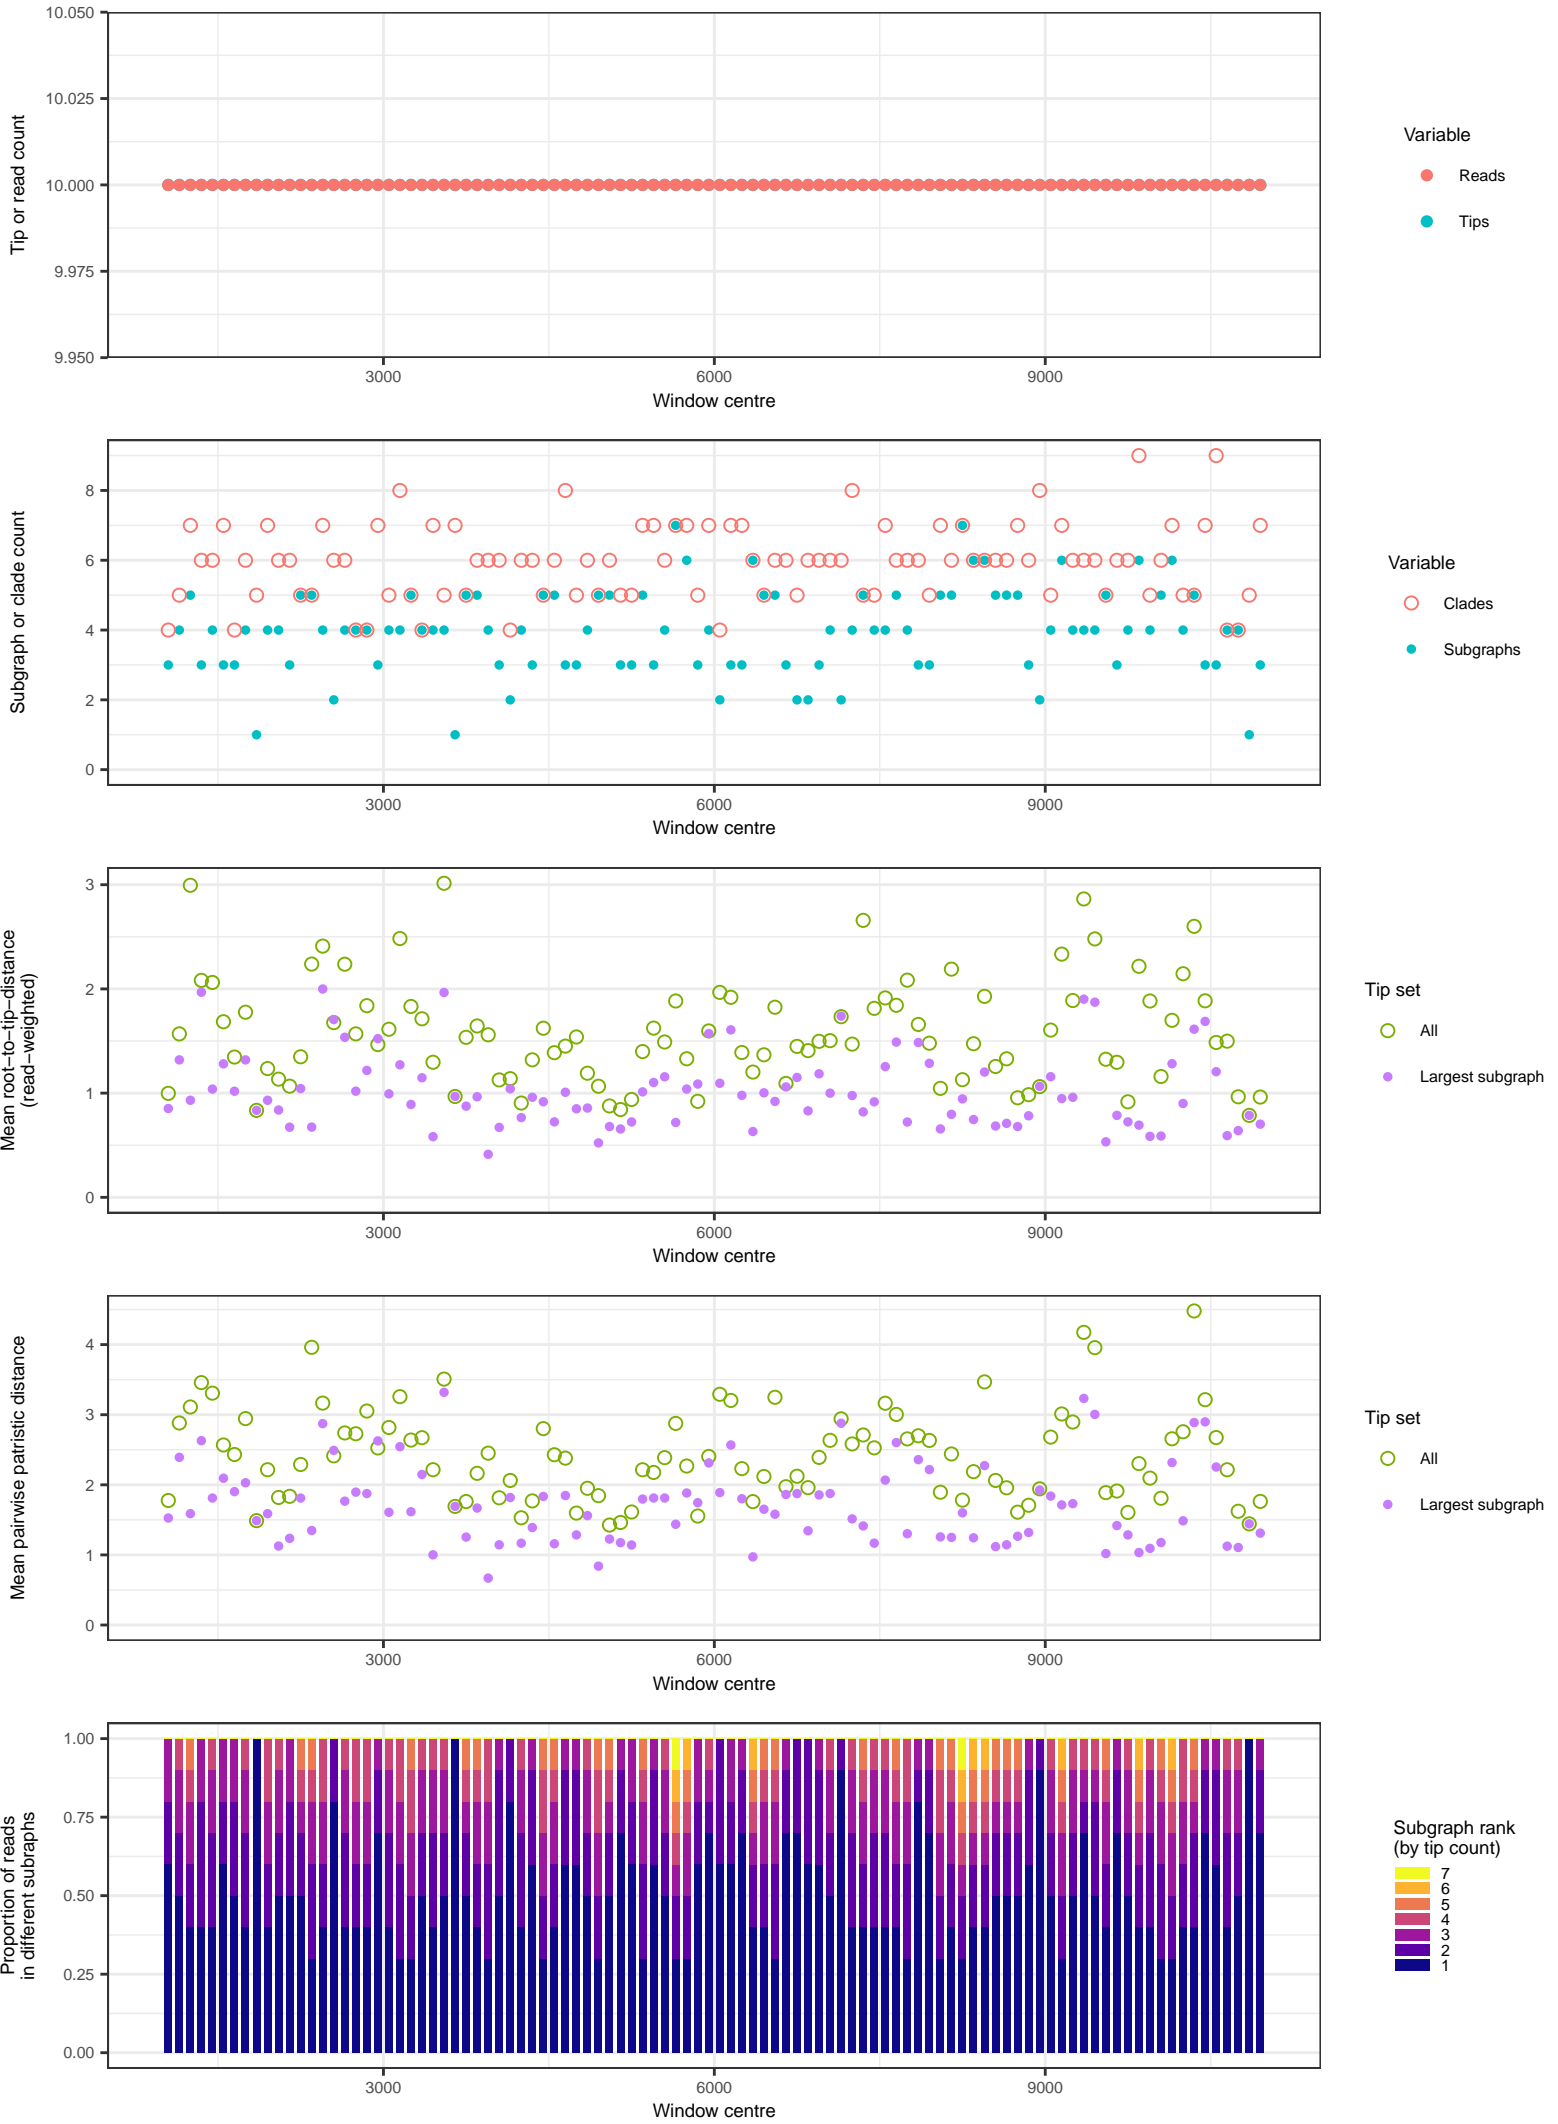 10.050
10.025
10.000
9.975
9.950
Tip or read count
3000 6000 9000
Window centre
Variable
Reads
Tips
8
6
4
2
0
Subgraph or clade count
3000 6000 9000
Window centre
Variable
Clades
Subgraphs
3
2
1
0
Mean root−to−tip−distance
(read−weighted)
3000 6000 9000
Window centre
Tip set
All
Largest subgraph
4
3
2
1
0
Mean pairwise patristic distance
3000 6000 9000
Window centre
Tip set
All
Largest subgraph
1.00
0.75
0.50
0.25
0.00
Proportion of reads
in different subraphs
3000 6000 9000
Window centre
Subgraph rank
(by tip count)
7
6
5
4
3
2
1